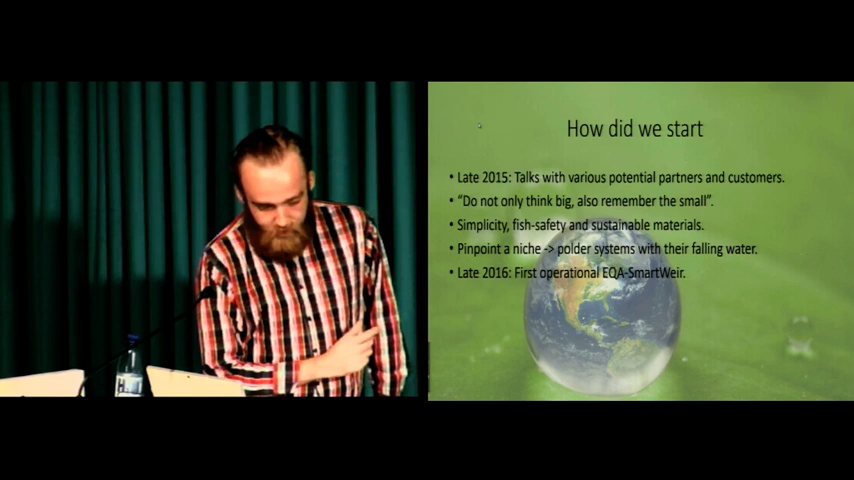 How did we start
• Late 2015: Talks with various potential partners and customers.
• “Do not only think big, also remember the small”.
• Simplicity, fish-safety and sustainable materials.
• Pinpoint a niche -> polder systems with their falling water.
• Late 2016: First operational EQA-SmartWeir.